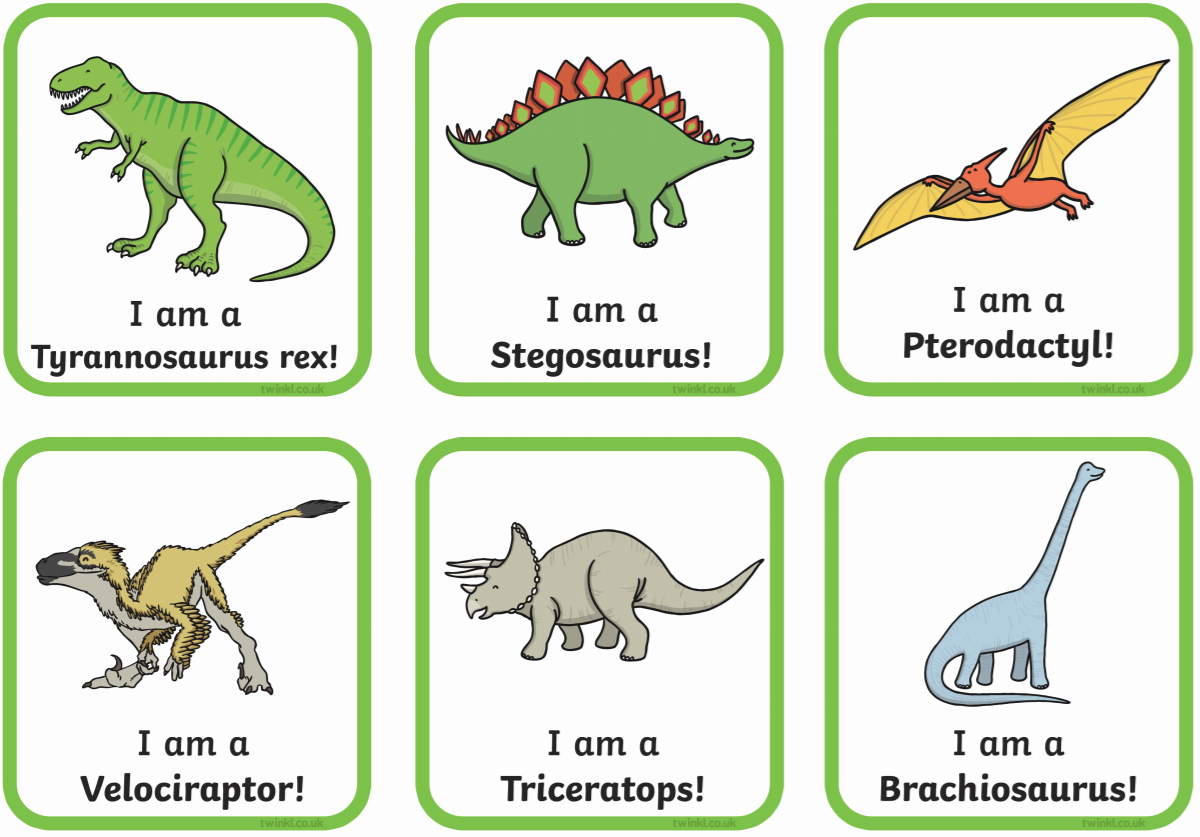 I am a
Tyrannosaurus rex!
twinkl.co.uk
I am a
Stegosaurus!
twinkl.co.uk
I am a
Pterodactyl!
twinkl.co.uk
I am a
Velociraptor!
twinkl.co.uk
I am a
Triceratops!
twinkl.co.uk
I am a
Brachiosaurus!
twinkl.co.uk